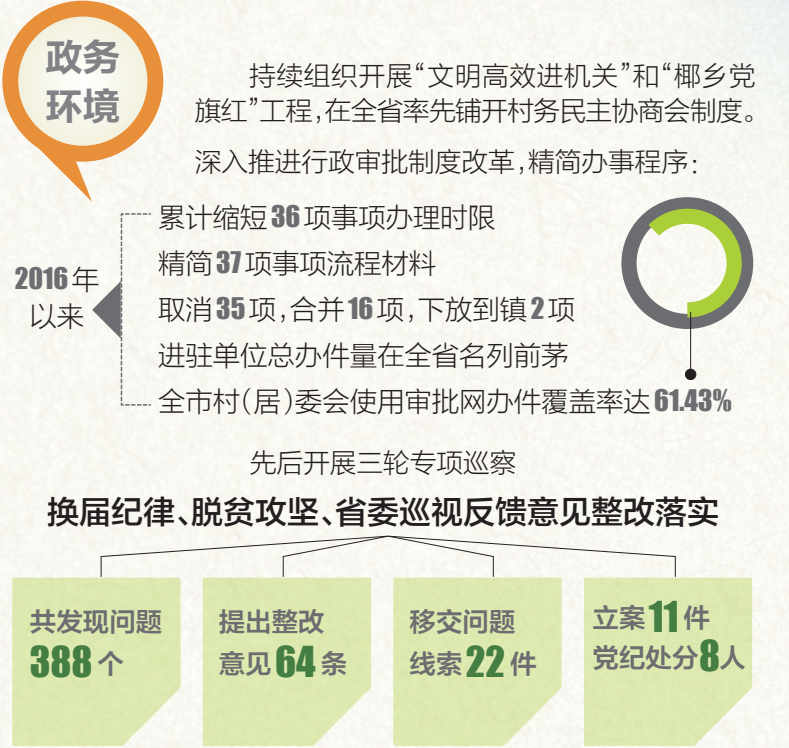 政务
环境
持续组织开展“文明高效进机关”和“椰乡党
旗红”工程,在全省率先铺开村务民主协商会制度。
深入推进行政审批制度改革,精简办事程序:
2016年
以来
累计缩短36项事项办理时限
精简37项事项流程材料
取消35项,合并16项,下放到镇2项
进驻单位总办件量在全省名列前茅
全市村(居)委会使用审批网办件覆盖率达61.43%
先后开展三轮专项巡察
换届纪律、脱贫攻坚、省委巡视反馈意见整改落实
共发现问题
388个
提出整改
意见64条
移交问题
线索22件
立案11件
党纪处分8人